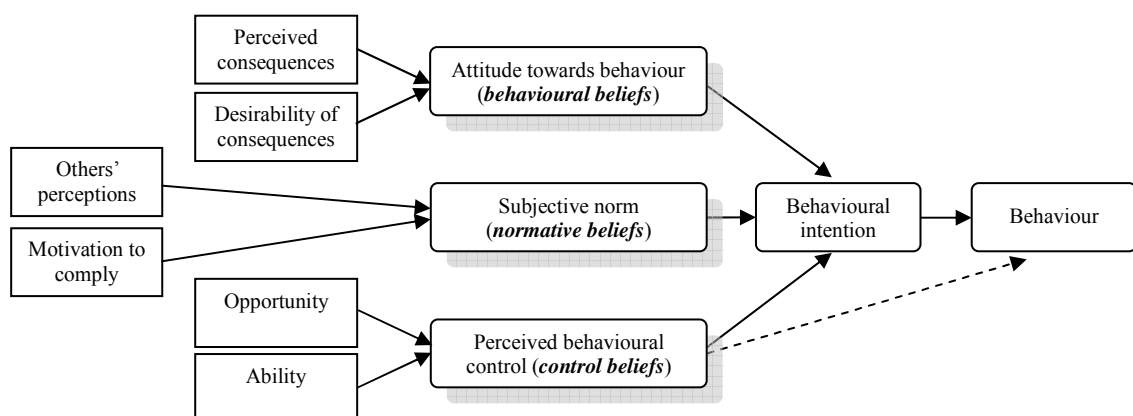 Perceived
consequences
Desirability of
consequences
Attitude towards behaviour
(behavioural beliefs)
Others’
perceptions
Motivation to
comply
Subjective norm
(normative beliefs)
Behavioural
intention
Behaviour
Opportunity
Ability
Perceived behavioural
control (control beliefs)